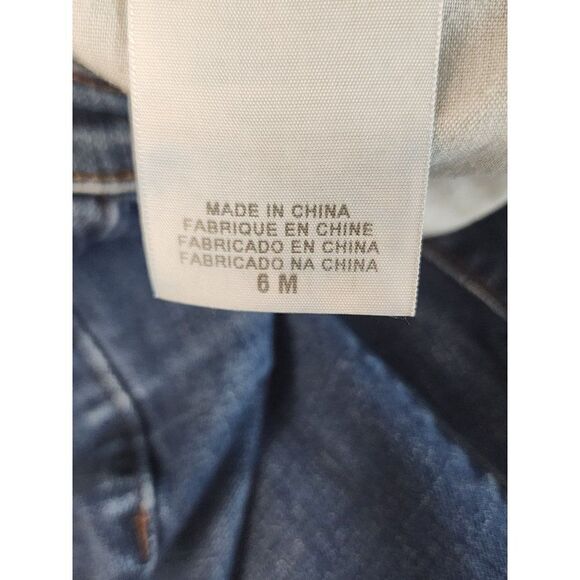 MADE IN CHINA
FABRIQUE EN CHINE
FABRICADO EN CHINA
FABRICADO NA CHINA
6 M